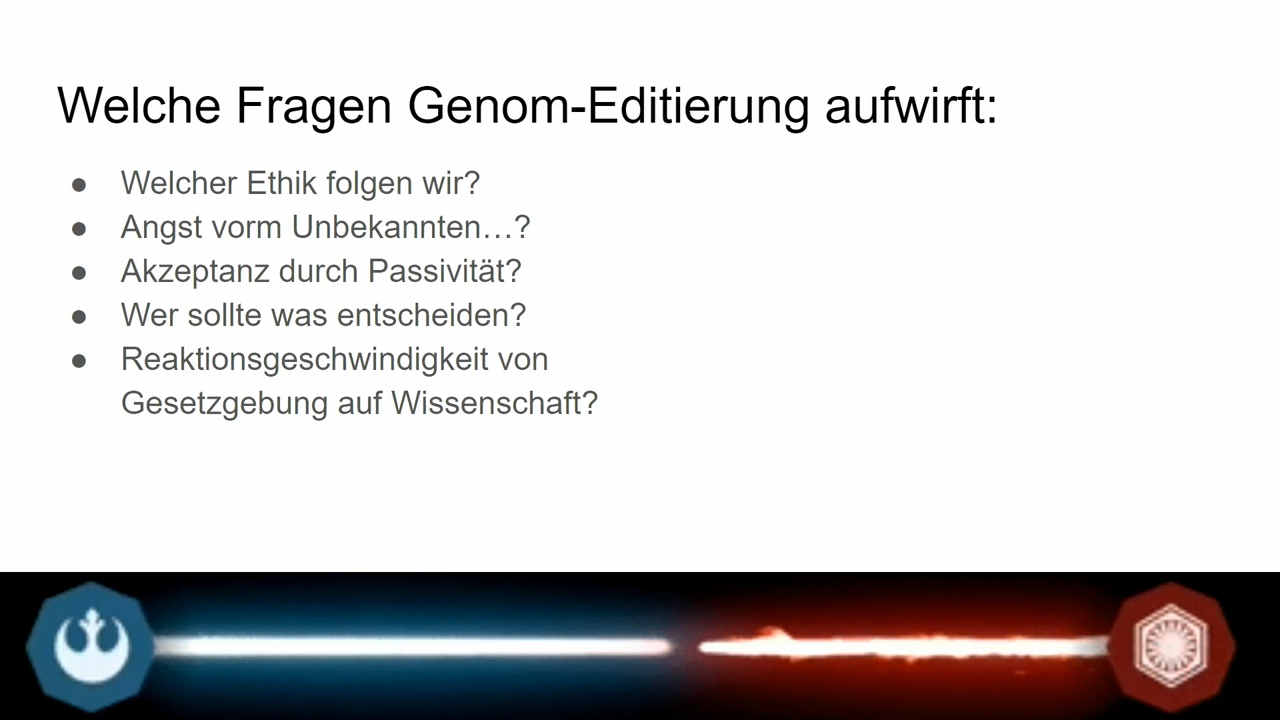 Welche Fragen Genom-Editierung aufwirft:
● Welcher Ethik folgen wir?
● Angst vorm Unbekannten…?
● Akzeptanz durch Passivität?
● Wer sollte was entscheiden?
● Reaktionsgeschwindigkeit von
Gesetzgebung auf Wissenschaft?